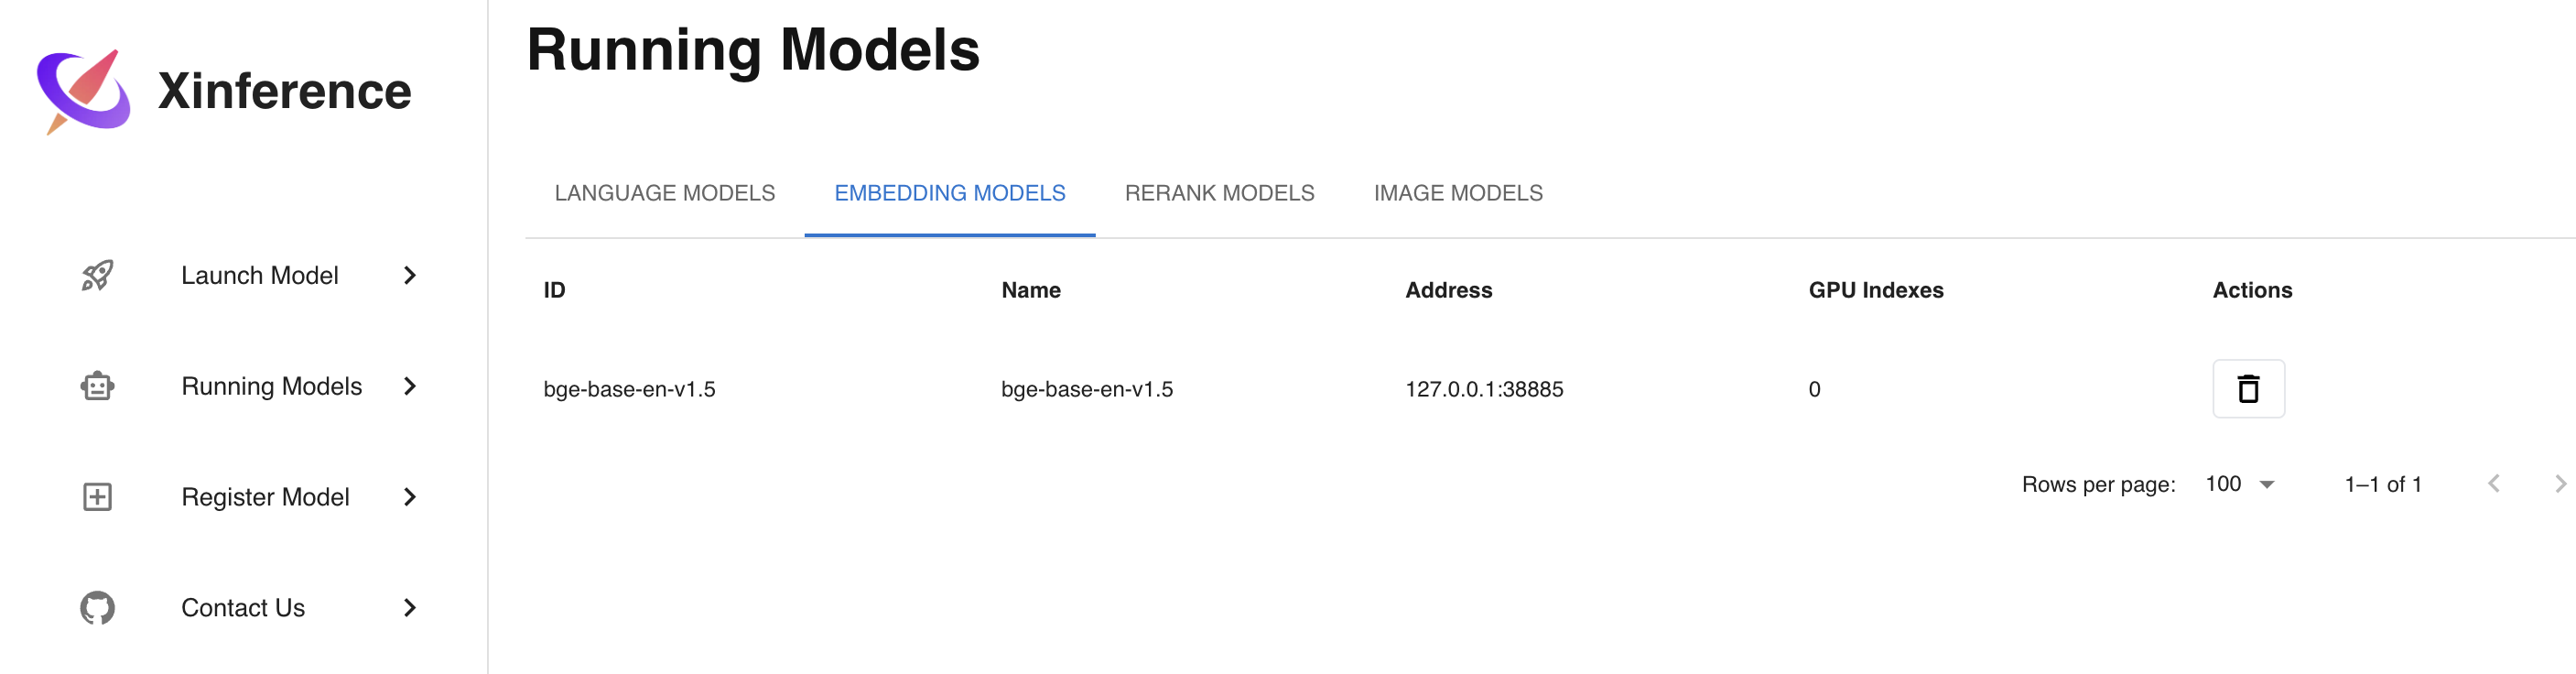 Xinference
Launch Model
Running Models
Register Model
Contact Us
Running Models
LANGUAGE MODELS EMBEDDING MODELS RERANK MODELS IMAGE MODELS
ID Name Address GPU Indexes Actions
bge-base-en-v1.5 bge-base-en-v1.5 127.0.0.1:38885 0
Rows per page: 100 1–1 of 1